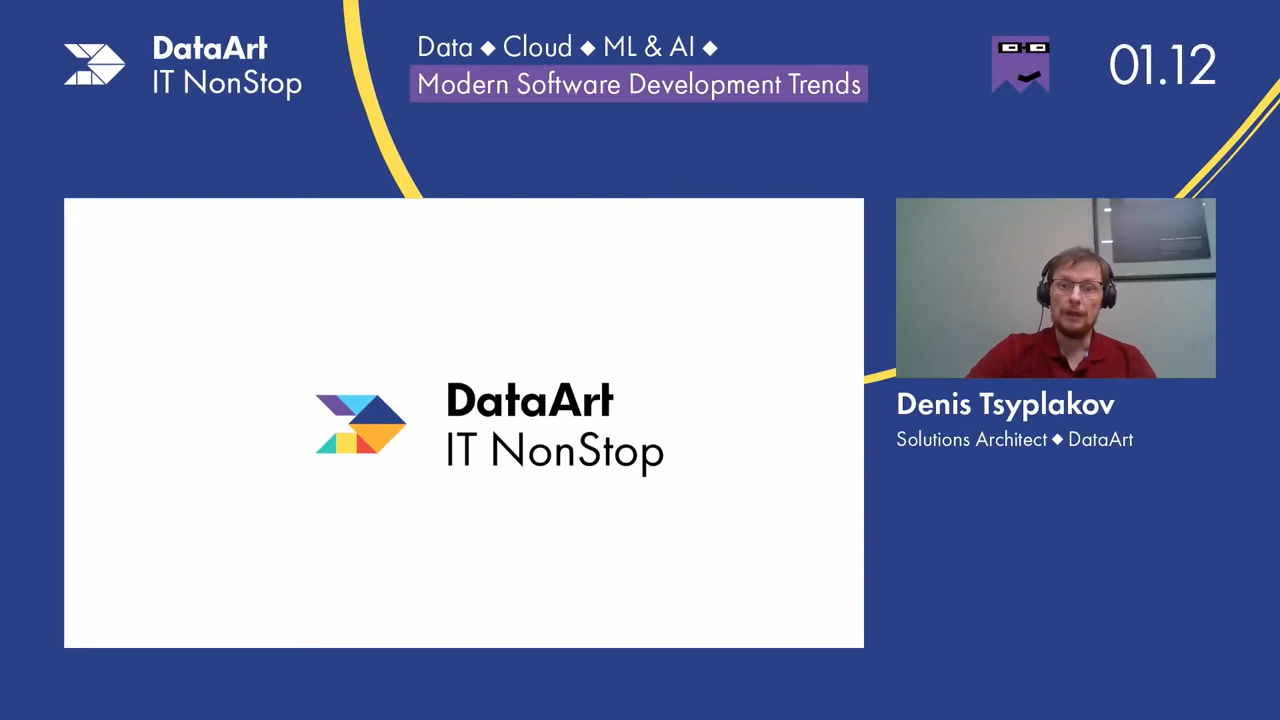 DataArt
IT NonStop
Data ◆ Cloud ◆ ML & AI ◆
Modern Software Development Trends
01.12
DataArt
IT NonStop
Denis Tsyplakov
Solutions Architect ◆ DataArt